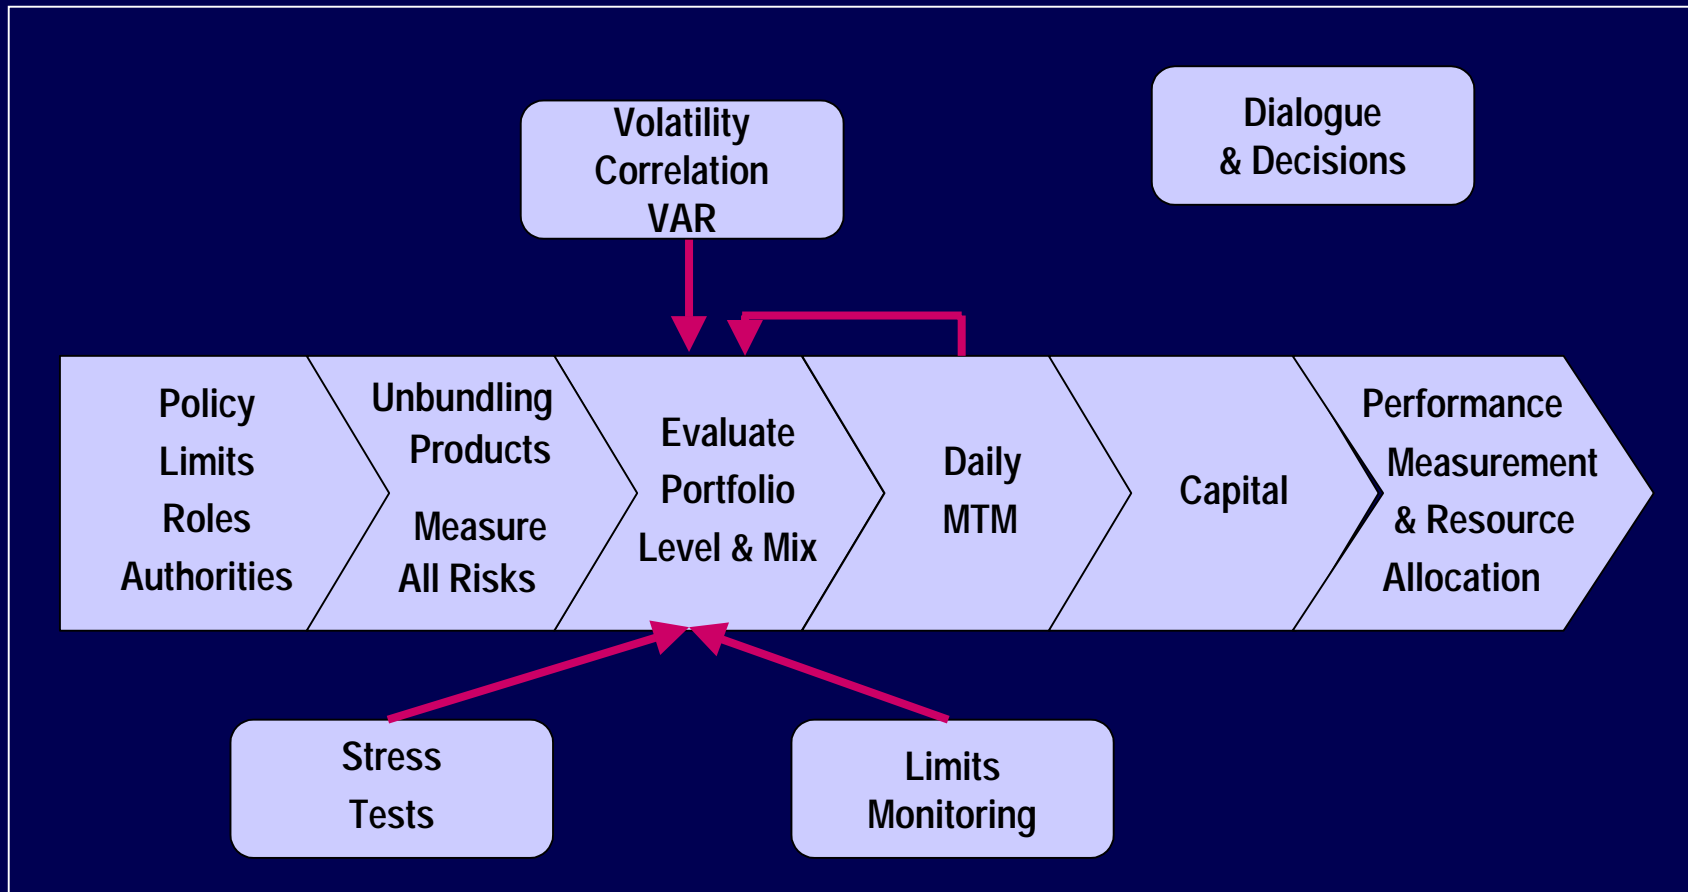 Volatility
Correlation
VAR
Dialogue
& Decisions
Policy
Limits
Roles
Authorities
Unbundling
Products
Measure
All Risks
Evaluate
Portfolio
Level & Mix
Daily
MTM
Capital
Performance
Measurement
& Resource
Allocation
Stress
Tests
Limits
Monitoring